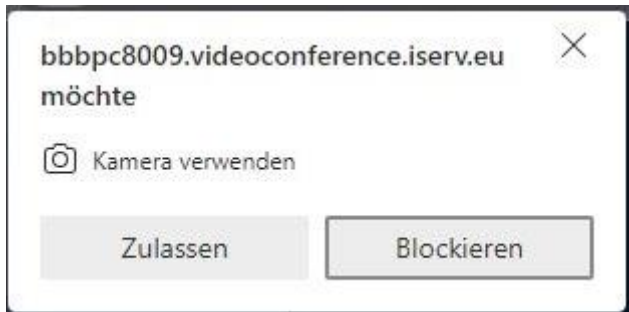 bbbpc8009.videoconference.iserv.eu
möchte
Kamera verwenden
Zulassen
Blockieren